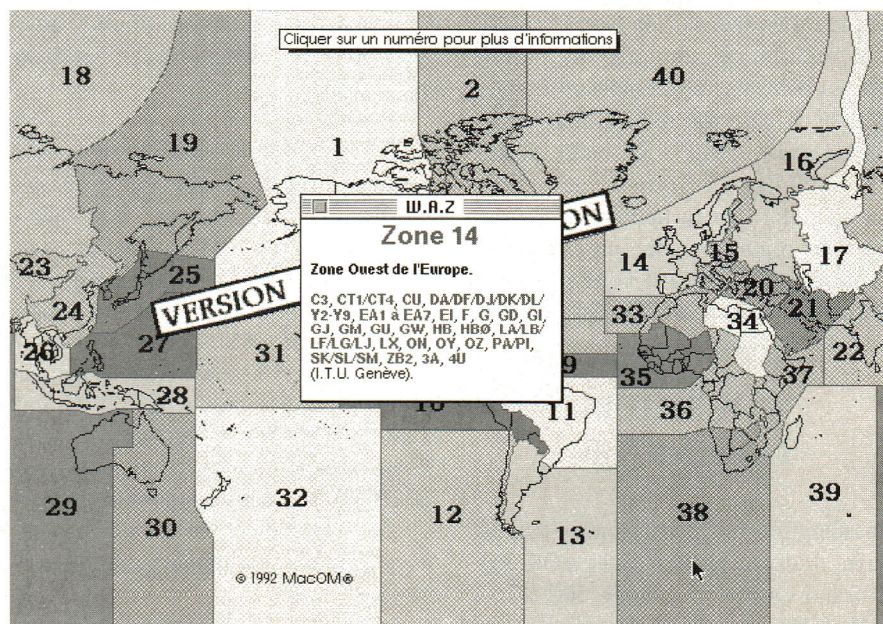 Cliquer sur un numéro pour plus d'informations
18
2
40
19
1
16
W.A.Z
Zone 14
Zone Ouest de l'Europe.
C3, CT1/CT4, CU, DA/DF/DJ/DK/DL/
Y2-Y9, EA1 à EA7, EI, F, G, GD, GI,
GJ, GM, GU, GW, HB, HBØ, LA/LB/
LF/LG/LJ, LX, ON, OY, OZ, PA/PI,
SK/SL/SM, ZB2, 3A, 4U
(I.T.U. Genève).
VERSION
ON
23
25
14
15
17
24
20
21
33
34
26
27
31
9
22
35
37
28
10
11
36
29
30
32
12
13
38
39
© 1992 MacOM®